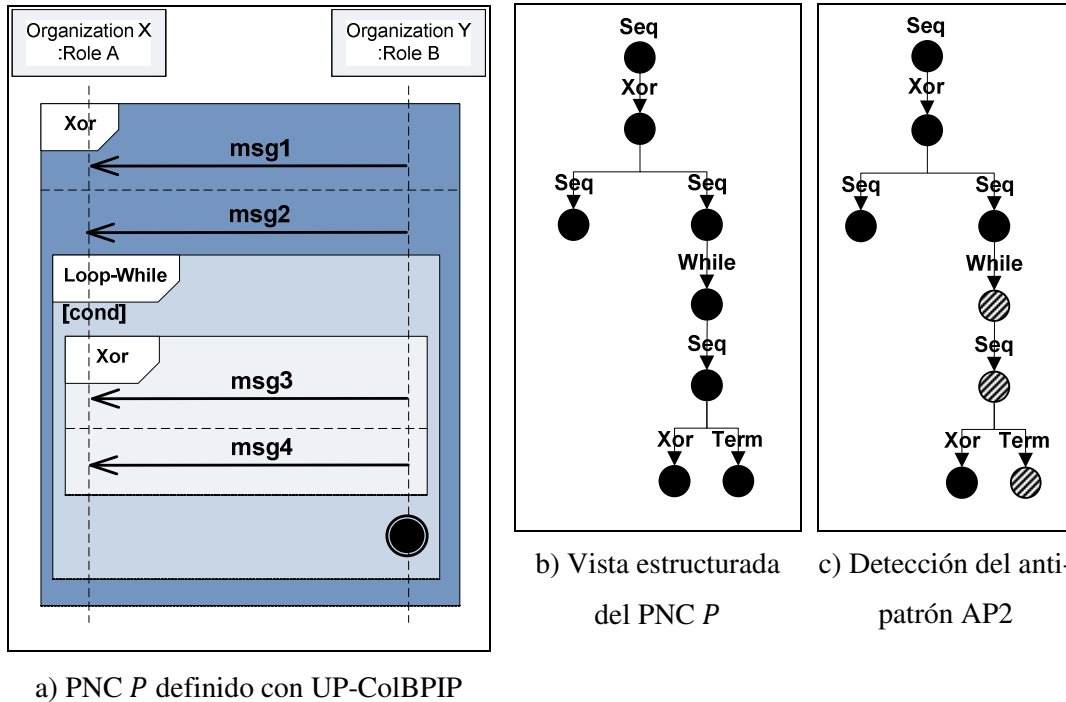 Organization X
:Role A
Organization Y
:Role B
Xor
msg1
msg2
Loop-While
[cond]
Xor
msg3
msg4
a) PNC P definido con UP-ColBPIP
Seq
Xor
Seq Seq
While
Seq
Xor Term
b) Vista estructurada
del PNC P
Seq
Xor
Seq Seq
While
Seq
Xor Term
c) Detección del anti-
patrón AP2